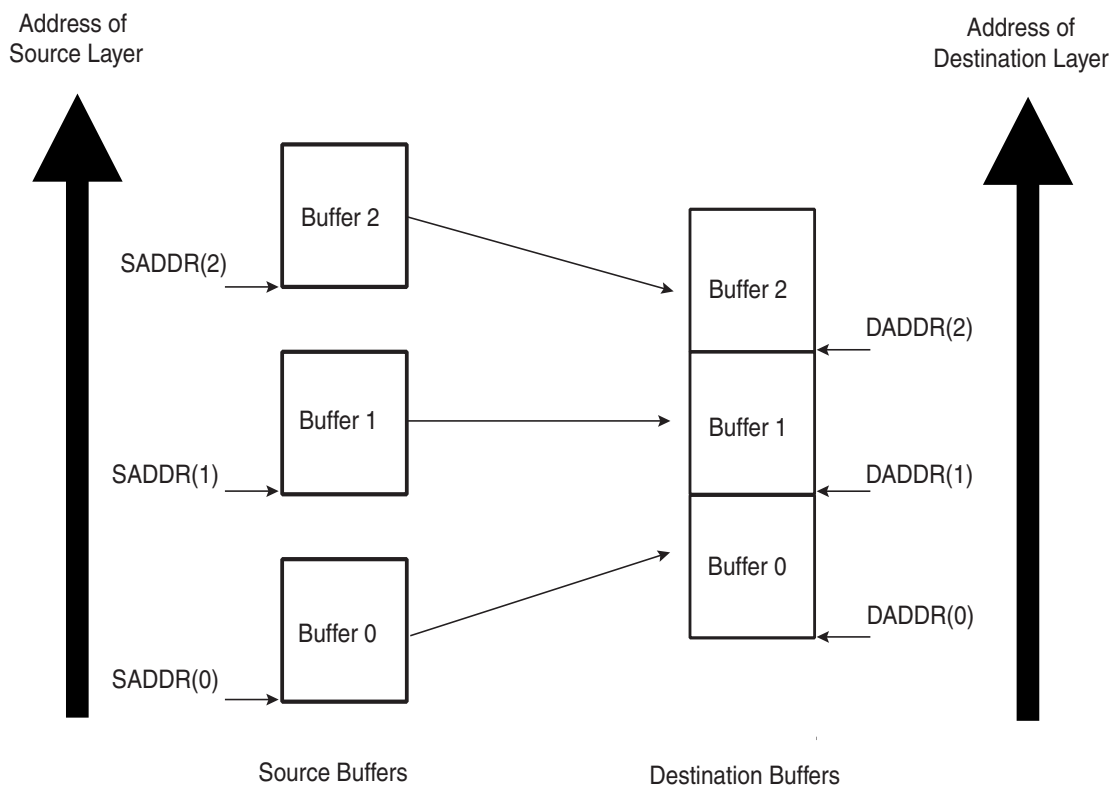 Address of
Source Layer
Address of
Destination Layer
Buffer 2
SADDR(2)
Buffer 2
DADDR(2)
Buffer 1
Buffer 1
SADDR(1)
DADDR(1)
Buffer 0
Buffer 0
DADDR(0)
SADDR(0)
Source Buffers
Destination Buffers